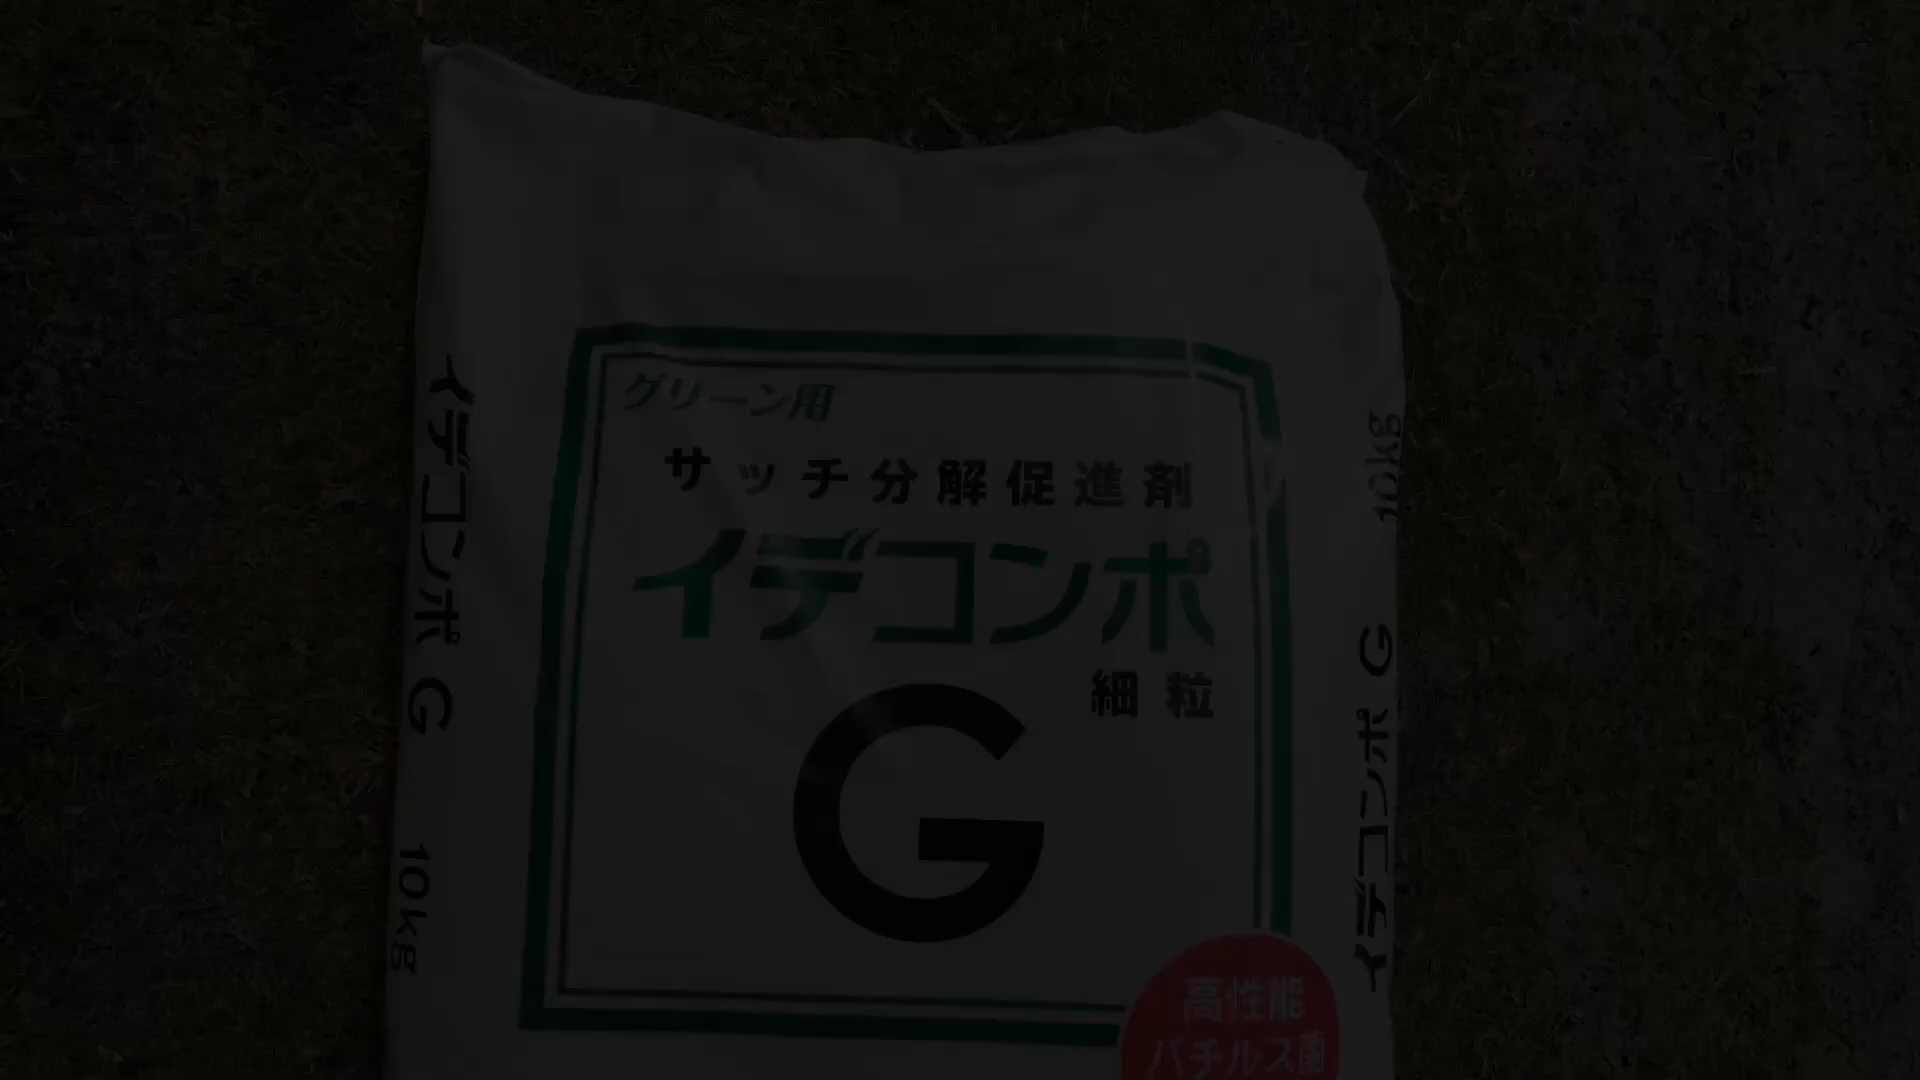 グリーン用
サッチ分解促進剤
イデコンポ
細粒
G
高性能
バチルス菌
イデコンポ G 10kg
イデコンポ G 10kg